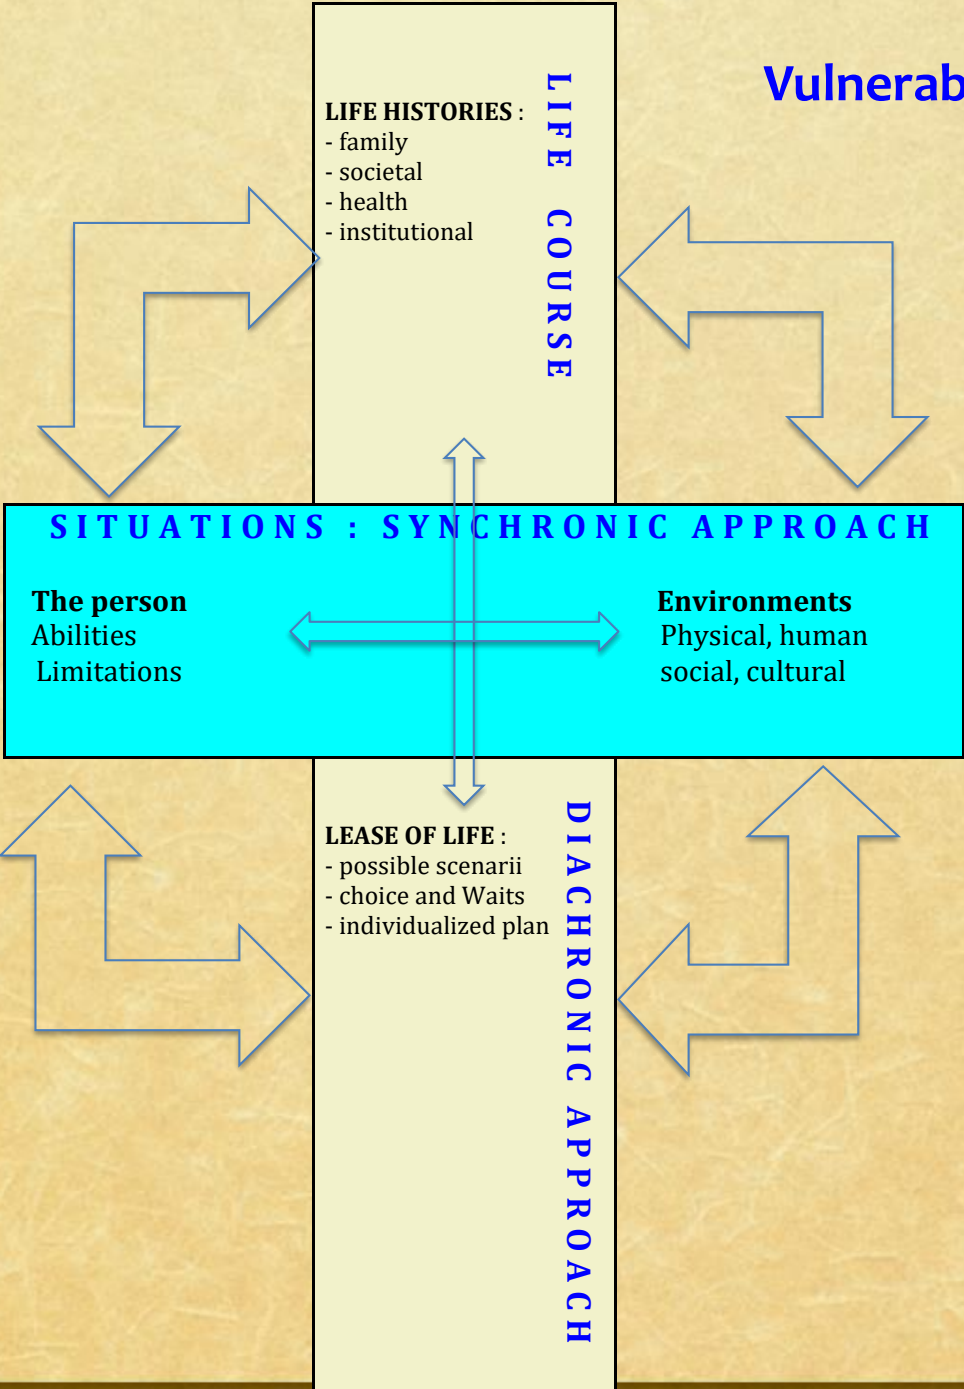 Vulnerab
LIFE HISTORIES :
- family
- societal
- health
- institutional
LIFE COURSE
SITUATIONS : SYNCHRONIC APPROACH
The person
Abilities
Limitations
Environments
Physical, human
social, cultural
LEASE OF LIFE :
- possible scenarii
- choice and Waits
- individualized plan
DIACHRONIC APPROACH